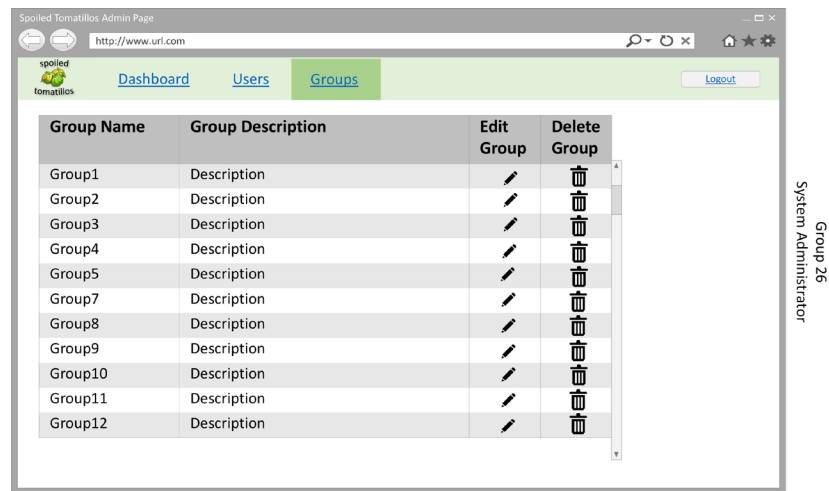 Spoiled Tomatillos Admin Page
http://www.url.com
spoiled
tomatillos
Dashboard Users Groups Logout
Group Name Group Description Edit Group Delete Group
Group1 Description
Group2 Description
Group3 Description
Group4 Description
Group5 Description
Group7 Description
Group8 Description
Group9 Description
Group10 Description
Group11 Description
Group12 Description
Group 26
System Administrator